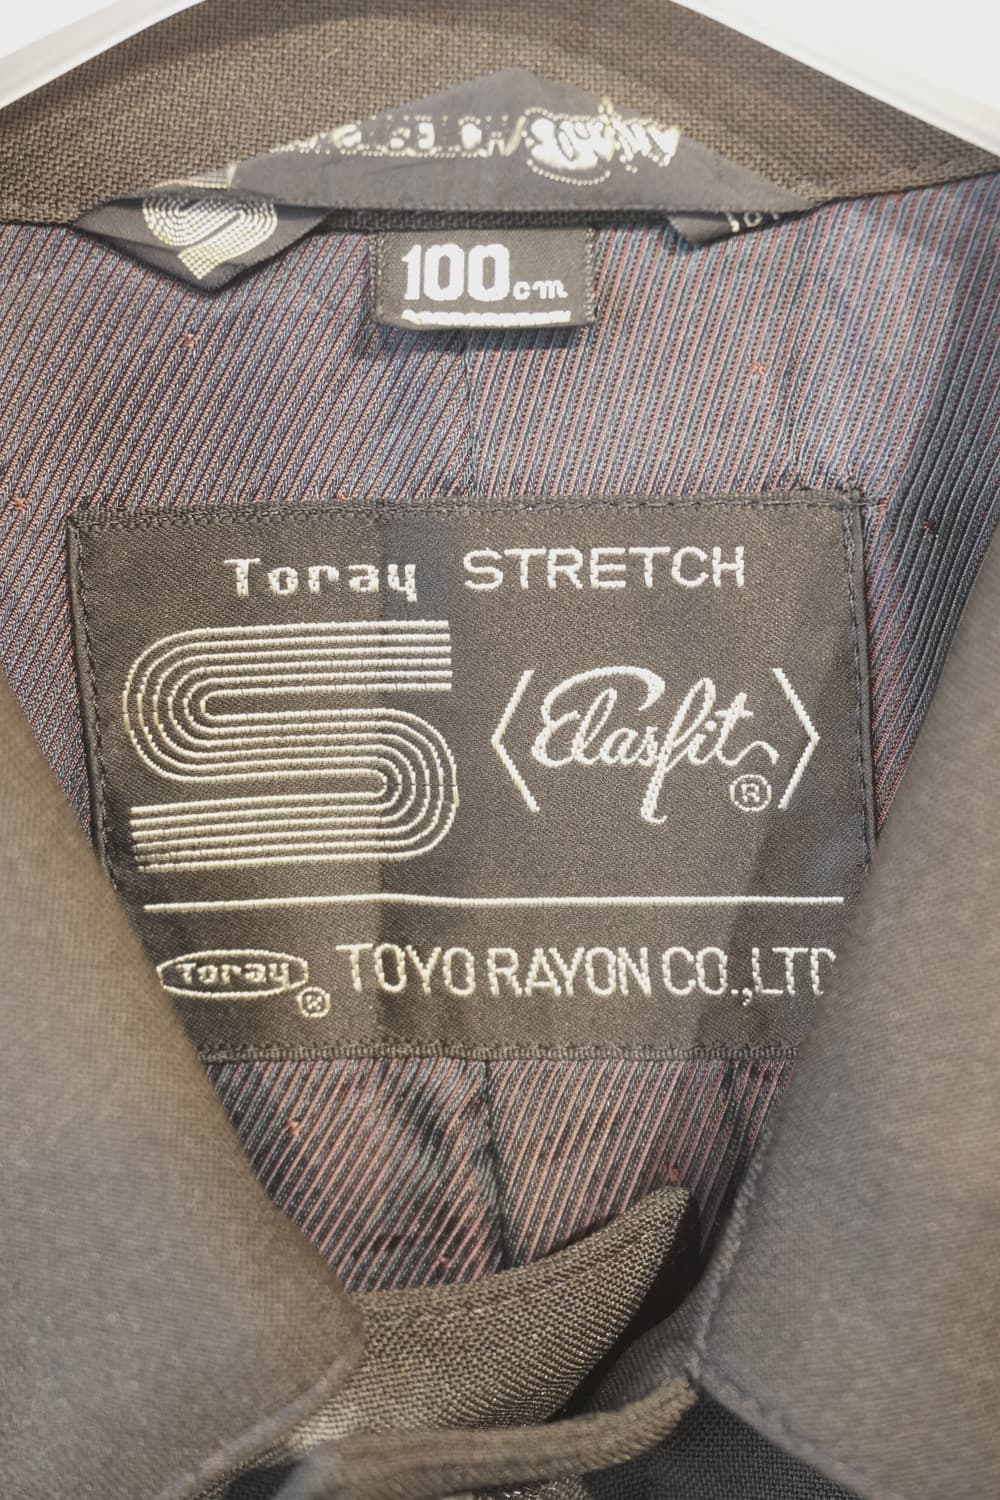 100cm
Toray STRETCH
S
Elasfit ®
Toray ® TOYO RAYON CO.,LTD